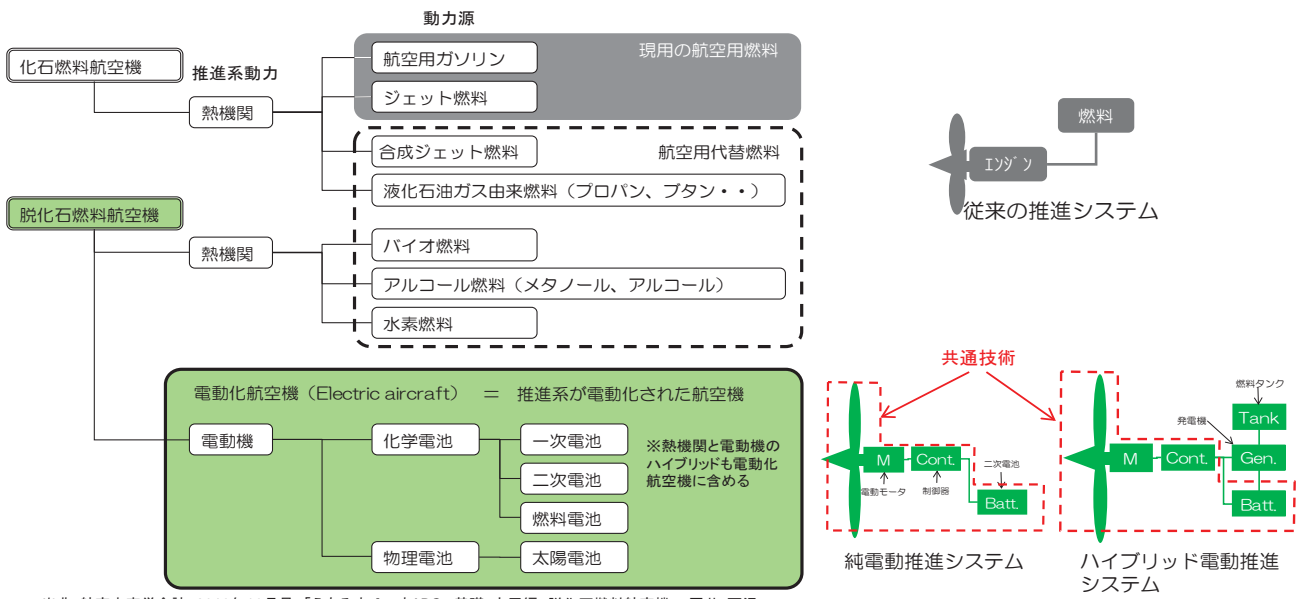 動力源
化石燃料航空機
推進系動力
熱機関
航空用ガソリン
現用の航空用燃料
ジェット燃料
合成ジェット燃料
航空用代替燃料
液化石油ガス由来燃料（プロパン、ブタン・・）
脱化石燃料航空機
熱機関
バイオ燃料
アルコール燃料（メタノール、アルコール）
水素燃料
電動化航空機（Electric aircraft） ＝ 推進系が電動化された航空機
電動機
化学電池
一次電池
二次電池
燃料電池
物理電池
太陽電池
※熱機関と電動機の
ハイブリッドも電動化
航空機に含める
燃料
ｴﾝｼﾞﾝ
従来の推進システム
共通技術
M
Cont.
二次電池
電動モータ
制御器
Batt.
純電動推進システム
燃料タンク
Tank
発電機
M
Cont.
Gen.
Batt.
ハイブリッド電動推進
システム